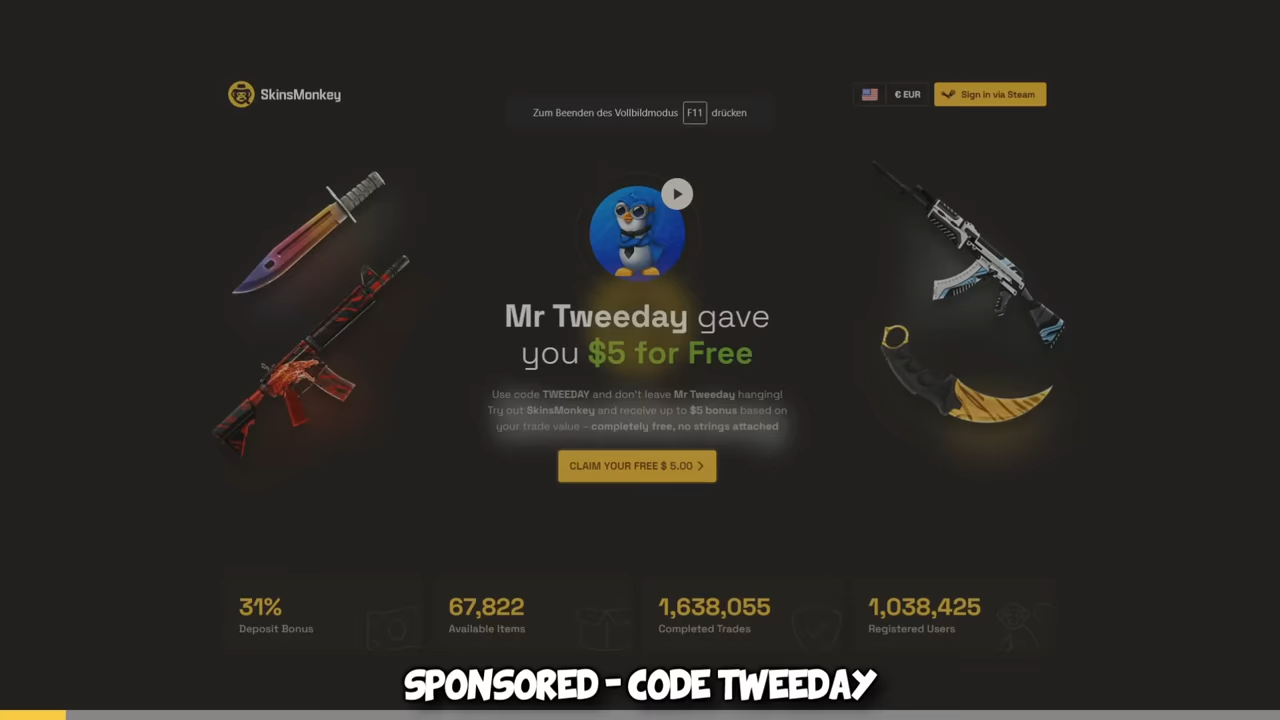 SkinsMonkey
€ EUR
Sign in via Steam
Zum Beenden des Vollbildmodus F11 drücken
Mr Tweeday gave
you $5 for Free
Use code TWEEDAY and don't leave Mr Tweeday hanging!
Try out SkinsMonkey and receive up to $5 bonus based on
your trade value – completely free, no strings attached
CLAIM YOUR FREE $ 5.00
31%
Deposit Bonus
67,822
Available Items
1,638,055
Completed Trades
1,038,425
Registered Users
SPONSORED - CODE TWEEDAY